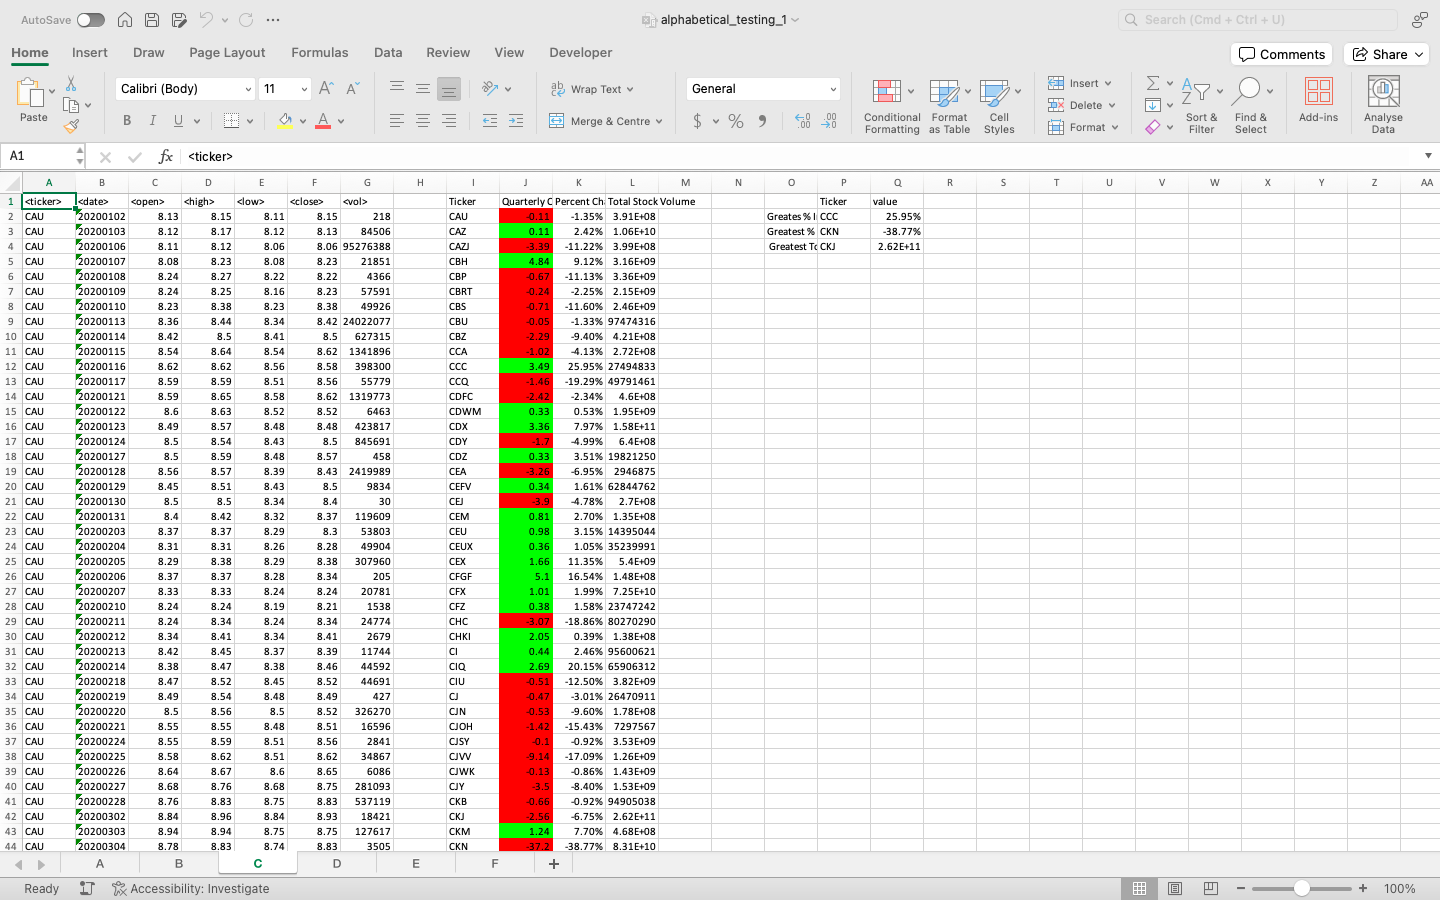 AutoSave
alphabetical_testing_1
Search (Cmd + Ctrl + U)
Home Insert Draw Page Layout Formulas Data Review View Developer
Comments Share
Paste
Calibri (Body) 11
B I U
Wrap Text
Merge & Centre
General
Conditional Formatting
Format as Table
Cell Styles
Insert
Delete
Format
Sort & Filter
Find & Select
Add-ins
Analyse Data
A1 fx <ticker>
A B C D E F G H I J K L M N O P Q R S T U V W X Y Z AA
1 <ticker> <date> <open> <high> <low> <close> <vol> Ticker Quarterly C Percent Ch Total Stock Volume Ticker value
2 CAU 20200102 8.13 8.15 8.11 8.15 218 CAU -0.11 -1.35% 3.91E+08 Greates % I CCC 25.95%
3 CAU 20200103 8.12 8.17 8.12 8.13 84506 CAZ 0.11 2.42% 1.06E+10 Greatest % CKN -38.77%
4 CAU 20200106 8.11 8.12 8.06 8.06 95276388 CAZJ -3.39 -11.22% 3.99E+08 Greatest To CKJ 2.62E+11
5 CAU 20200107 8.08 8.23 8.08 8.23 21851 CBH 4.84 9.12% 3.16E+09
6 CAU 20200108 8.24 8.27 8.22 8.22 4366 CBP -0.67 -11.13% 3.36E+09
7 CAU 20200109 8.24 8.25 8.16 8.23 57591 CBRT -0.24 -2.25% 2.15E+09
8 CAU 20200110 8.23 8.38 8.23 8.38 49926 CBS -0.71 -11.60% 2.46E+09
9 CAU 20200113 8.36 8.44 8.34 8.42 24022077 CBU -0.05 -1.33% 97474316
10 CAU 20200114 8.42 8.5 8.41 8.5 627315 CBZ -2.29 -9.40% 4.21E+08
11 CAU 20200115 8.54 8.64 8.54 8.62 1341896 CCA -1.02 -4.13% 2.72E+08
12 CAU 20200116 8.62 8.62 8.56 8.58 398300 CCC 3.49 25.95% 27494833
13 CAU 20200117 8.59 8.59 8.51 8.56 55779 CCQ -1.46 -19.29% 49791461
14 CAU 20200121 8.59 8.65 8.58 8.62 1319773 CDFC -2.42 -2.34% 4.6E+08
15 CAU 20200122 8.6 8.63 8.52 8.52 6463 CDWM 0.33 0.53% 1.95E+09
16 CAU 20200123 8.49 8.57 8.48 8.48 423817 CDX 3.36 7.97% 1.58E+11
17 CAU 20200124 8.5 8.54 8.43 8.5 845691 CDY -1.7 -4.99% 6.4E+08
18 CAU 20200127 8.5 8.59 8.48 8.57 458 CDZ 0.33 3.51% 19821250
19 CAU 20200128 8.56 8.57 8.39 8.43 2419989 CEA -3.26 -6.95% 2946875
20 CAU 20200129 8.45 8.51 8.43 8.5 9834 CEFV 0.34 1.61% 62844762
21 CAU 20200130 8.5 8.5 8.34 8.4 30 CEJ -3.9 -4.78% 2.7E+08
22 CAU 20200131 8.4 8.42 8.32 8.37 119609 CEM 0.81 2.70% 1.35E+08
23 CAU 20200203 8.37 8.37 8.29 8.3 53803 CEU 0.98 3.15% 14395044
24 CAU 20200204 8.31 8.31 8.26 8.28 49904 CEUX 0.36 1.05% 35239991
25 CAU 20200205 8.29 8.38 8.29 8.38 307960 CEX 1.66 11.35% 5.4E+09
26 CAU 20200206 8.37 8.37 8.28 8.34 205 CFGF 5.1 16.54% 1.48E+08
27 CAU 20200207 8.33 8.33 8.24 8.24 20781 CFX 1.01 1.99% 7.25E+10
28 CAU 20200210 8.24 8.24 8.19 8.21 1538 CFZ 0.38 1.58% 23747242
29 CAU 20200211 8.24 8.34 8.24 8.34 24774 CHC -3.07 -18.86% 80270290
30 CAU 20200212 8.34 8.41 8.34 8.41 2679 CHKI 2.05 0.39% 1.38E+08
31 CAU 20200213 8.42 8.45 8.37 8.39 11744 CI 0.44 2.46% 95600621
32 CAU 20200214 8.38 8.47 8.38 8.46 44592 CIQ 2.69 20.15% 65906312
33 CAU 20200218 8.47 8.52 8.45 8.52 44691 CIU -0.51 -12.50% 3.82E+09
34 CAU 20200219 8.49 8.54 8.48 8.49 427 CJ -0.47 -3.01% 26470911
35 CAU 20200220 8.5 8.56 8.5 8.52 326270 CJN -0.53 -9.60% 1.78E+08
36 CAU 20200221 8.55 8.55 8.48 8.51 16596 CJOH -1.42 -15.43% 7297567
37 CAU 20200224 8.55 8.59 8.51 8.56 2841 CJSY -0.1 -0.92% 3.53E+09
38 CAU 20200225 8.58 8.62 8.51 8.62 34867 CJVV -9.14 -17.09% 1.26E+09
39 CAU 20200226 8.64 8.67 8.6 8.65 6086 CJWK -0.13 -0.86% 1.43E+09
40 CAU 20200227 8.68 8.76 8.68 8.75 281093 CJY -3.5 -8.40% 1.53E+09
41 CAU 20200228 8.76 8.83 8.75 8.83 537119 CKB -0.66 -0.92% 94905038
42 CAU 20200302 8.84 8.96 8.84 8.93 18421 CKJ -2.56 -6.75% 2.62E+11
43 CAU 20200303 8.94 8.94 8.75 8.75 127617 CKM 1.24 7.70% 4.68E+08
44 CAU 20200304 8.78 8.83 8.74 8.83 3505 CKN -37.2 -38.77% 8.31E+10
A B C D E F +
Ready Accessibility: Investigate 100%